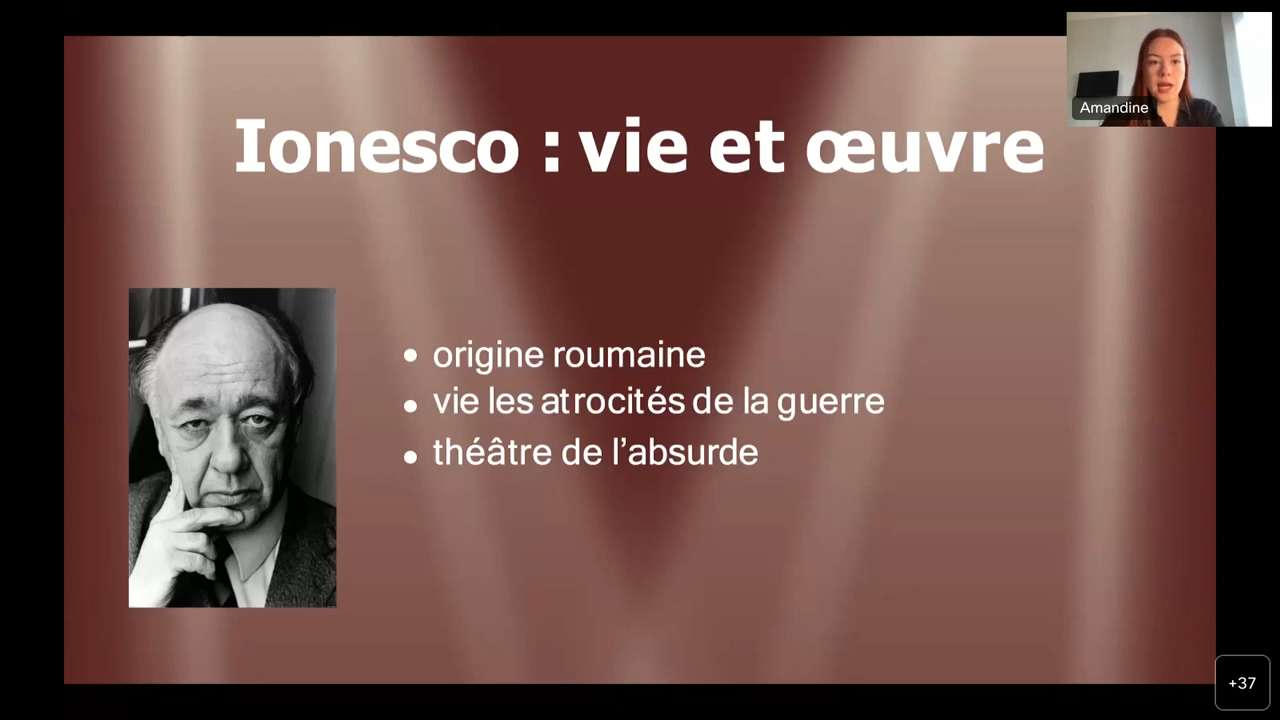 Amandine
Ionesco : vie et œuvre
• origine roumaine
• vie les atrocités de la guerre
• théâtre de l’absurde
+37